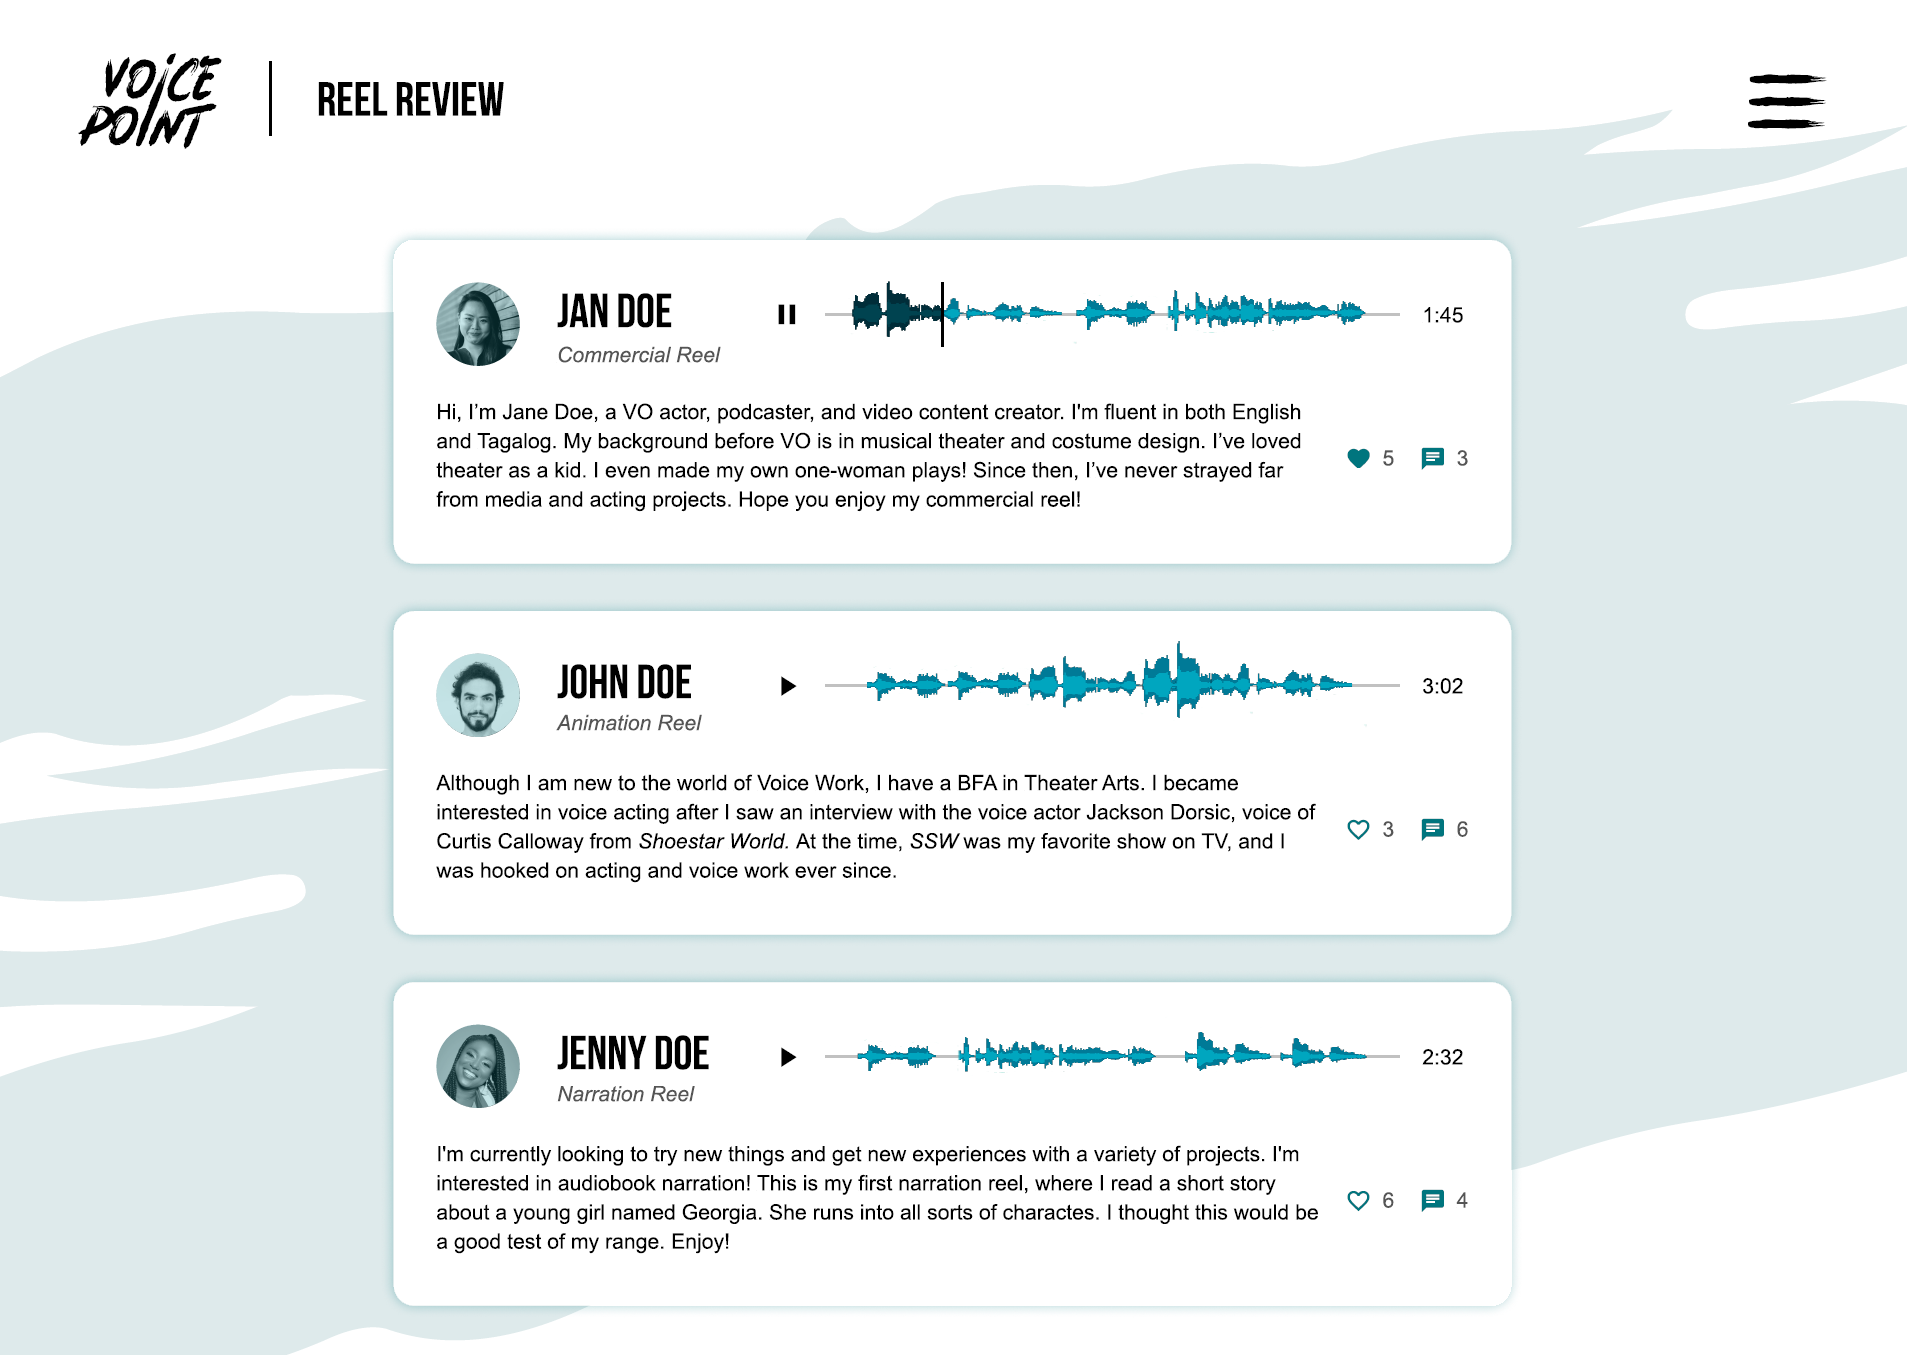 VOiCE
POINT
REEL REVIEW
JAN DOE
Commercial Reel
1:45
Hi, I’m Jane Doe, a VO actor, podcaster, and video content creator. I'm fluent in both English
and Tagalog. My background before VO is in musical theater and costume design. I’ve loved
theater as a kid. I even made my own one-woman plays! Since then, I’ve never strayed far
from media and acting projects. Hope you enjoy my commercial reel!
5 3
JOHN DOE
Animation Reel
3:02
Although I am new to the world of Voice Work, I have a BFA in Theater Arts. I became
interested in voice acting after I saw an interview with the voice actor Jackson Dorsic, voice of
Curtis Calloway from Shoestar World. At the time, SSW was my favorite show on TV, and I
was hooked on acting and voice work ever since.
3 6
JENNY DOE
Narration Reel
2:32
I'm currently looking to try new things and get new experiences with a variety of projects. I'm
interested in audiobook narration! This is my first narration reel, where I read a short story
about a young girl named Georgia. She runs into all sorts of charactes. I thought this would be
a good test of my range. Enjoy!
6 4